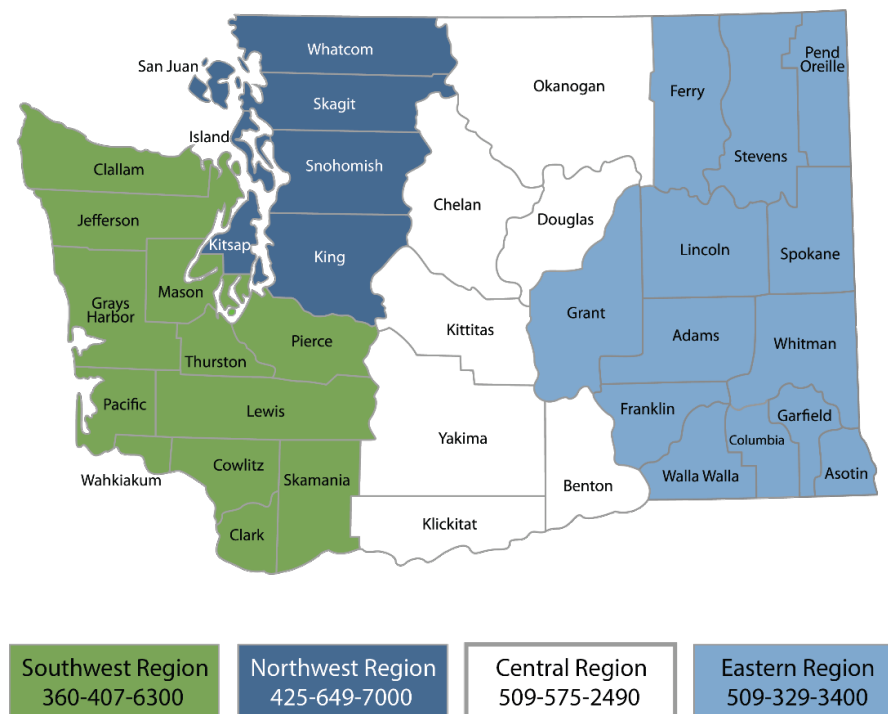 Whatcom
San Juan
Skagit
Island
Snohomish
Clallam
Jefferson
Kitsap
King
Mason
Grays
Harbor
Thurston
Pierce
Pacific
Lewis
Wahkiakum
Cowlitz
Skamania
Clark
Okanogan
Chelan
Douglas
Kittitas
Yakima
Klickitat
Benton
Ferry
Stevens
Pend
Oreille
Lincoln
Spokane
Grant
Adams
Whitman
Franklin
Walla Walla
Columbia
Garfield
Asotin
Southwest Region
360-407-6300
Northwest Region
425-649-7000
Central Region
509-575-2490
Eastern Region
509-329-3400